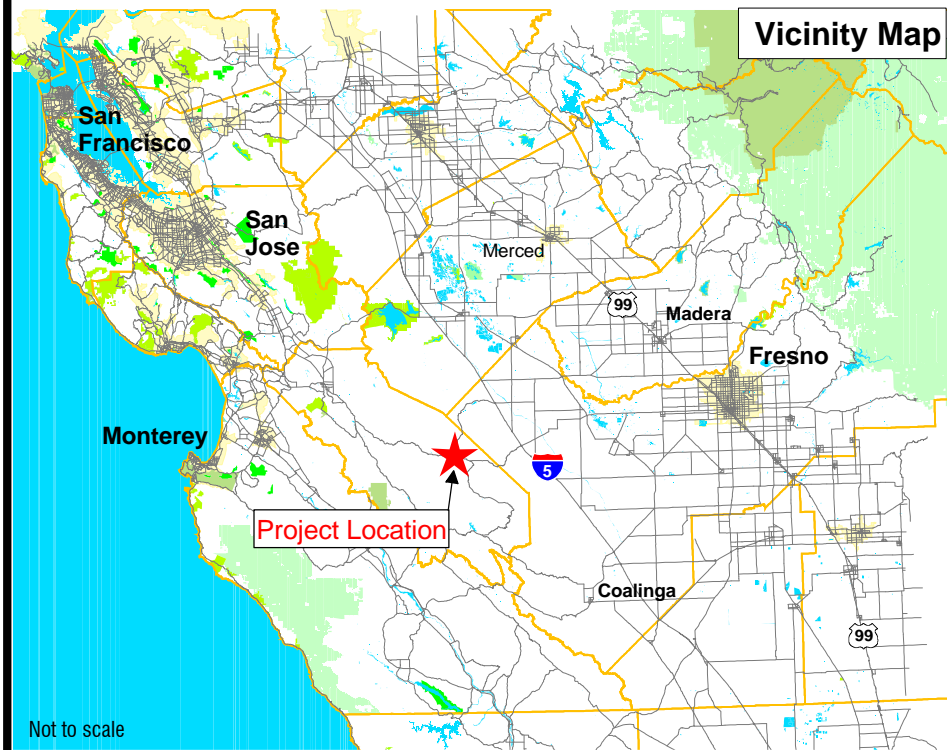 Vicinity Map
San
Francisco
San
Jose
Merced
99
Madera
Fresno
Monterey
5
Project Location
Coalinga
99
Not to scale